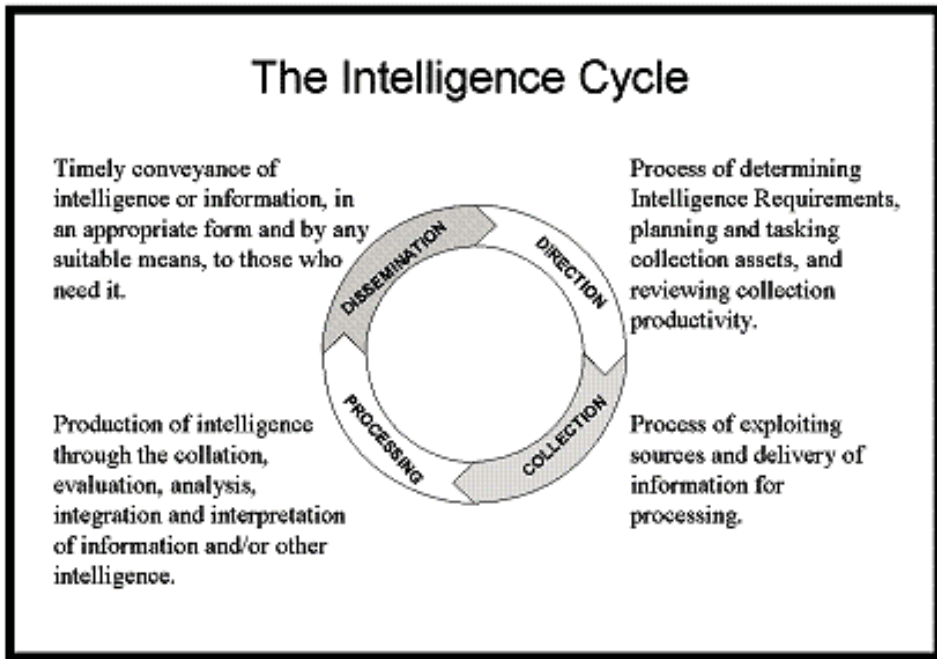 The Intelligence Cycle
Timely conveyance of
intelligence or information, in
an appropriate form and by any
suitable means, to those who
need it.
Process of determining
Intelligence Requirements,
planning and tasking
collection assets, and
reviewing collection
productivity.
DISSEMINATION
DIRECTION
PROCESSING
COLLECTION
Production of intelligence
through the collation,
evaluation, analysis,
integration and interpretation
of information and/or other
intelligence.
Process of exploiting
sources and delivery of
information for
processing.